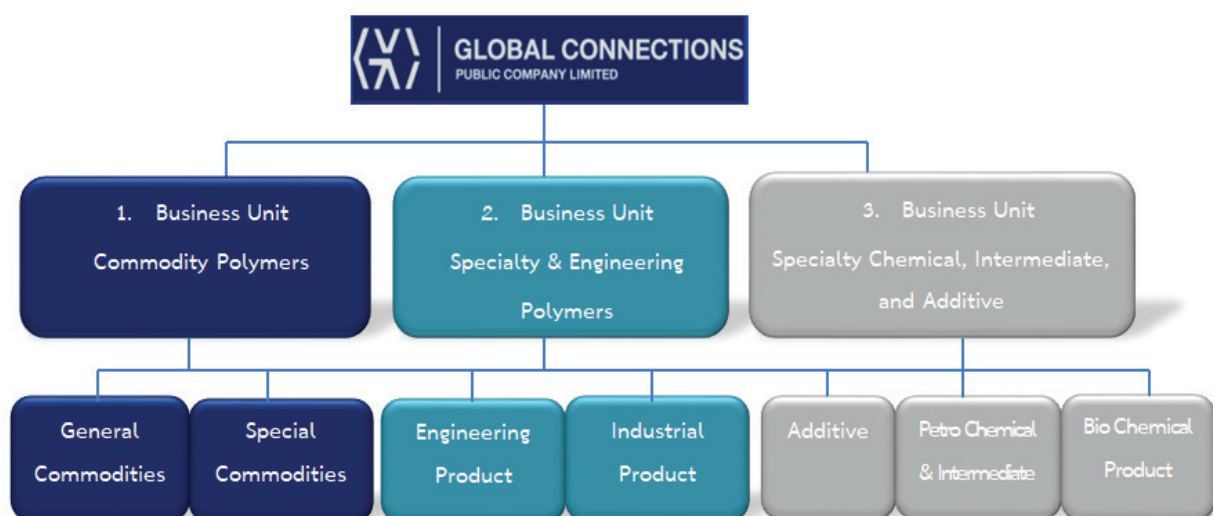 GLOBAL CONNECTIONS
PUBLIC COMPANY LIMITED
1. Business Unit
Commodity Polymers
2. Business Unit
Specialty & Engineering
Polymers
3. Business Unit
Specialty Chemical, Intermediate,
and Additive
General
Commodities
Special
Commodities
Engineering
Product
Industrial
Product
Additive
Petro Chemical
& Intermediate
Bio Chemical
Product